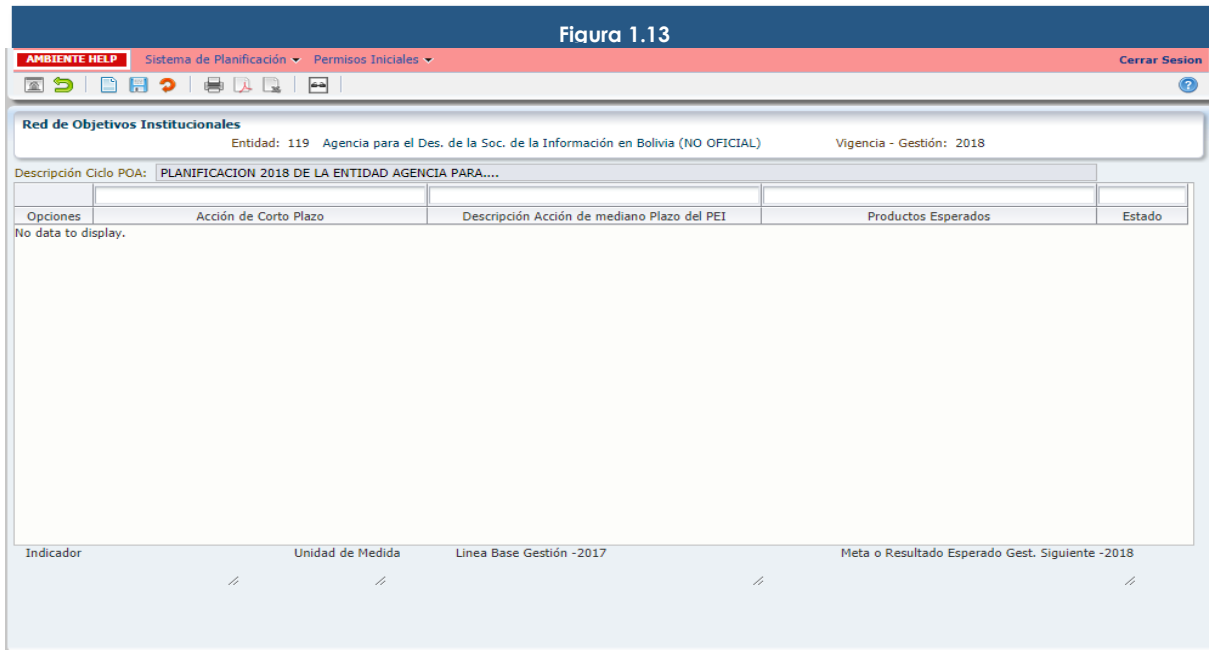 Figura 1.13
AMBIENTE HELP Sistema de Planificación Permisos Iniciales Cerrar Sesion
Red de Objetivos Institucionales
Entidad: 119 Agencia para el Des. de la Soc. de la Información en Bolivia (NO OFICIAL) Vigencia - Gestión: 2018
Descripción Ciclo POA: PLANIFICACION 2018 DE LA ENTIDAD AGENCIA PARA....
Opciones Acción de Corto Plazo Descripción Acción de mediano Plazo del PEI Productos Esperados Estado
No data to display.
Indicador Unidad de Medida Linea Base Gestión -2017 Meta o Resultado Esperado Gest. Siguiente -2018